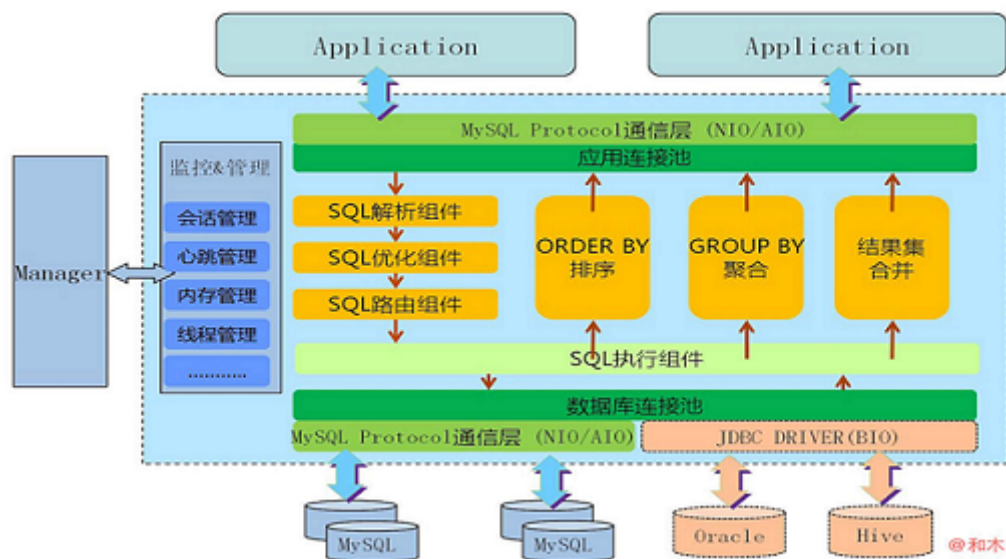 Application
Application
MySQL Protocol通信层 (NIO/AIO)
应用连接池
监控&管理
会话管理
心跳管理
内存管理
线程管理
...........
Manager
SQL解析组件
SQL优化组件
SQL路由组件
ORDER BY
排序
GROUP BY
聚合
结果集
合并
SQL执行组件
数据库连接池
MySQL Protocol通信层 (NIO/AIO)
JDBC DRIVER(BIO)
MySQL
MySQL
Oracle
Hive
@和木